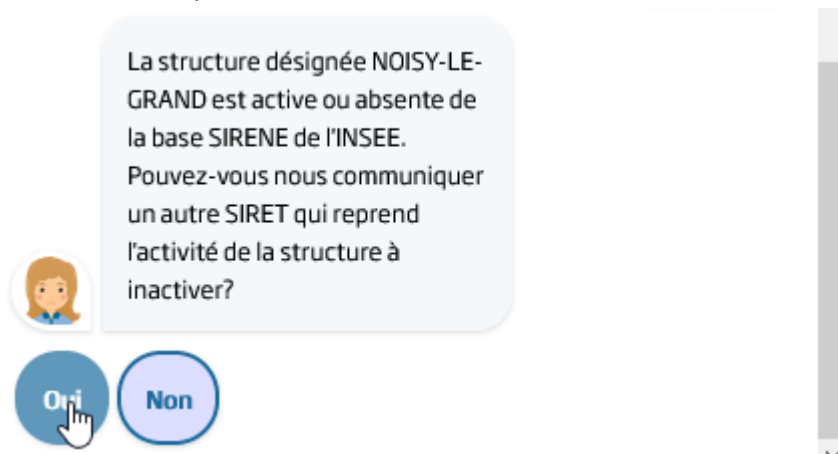 La structure désignée NOISY-LE-
GRAND est active ou absente de
la base SIRENE de l'INSEE.
Pouvez-vous nous communiquer
un autre SIRET qui reprend
l'activité de la structure à
inactiver?
Oui
Non